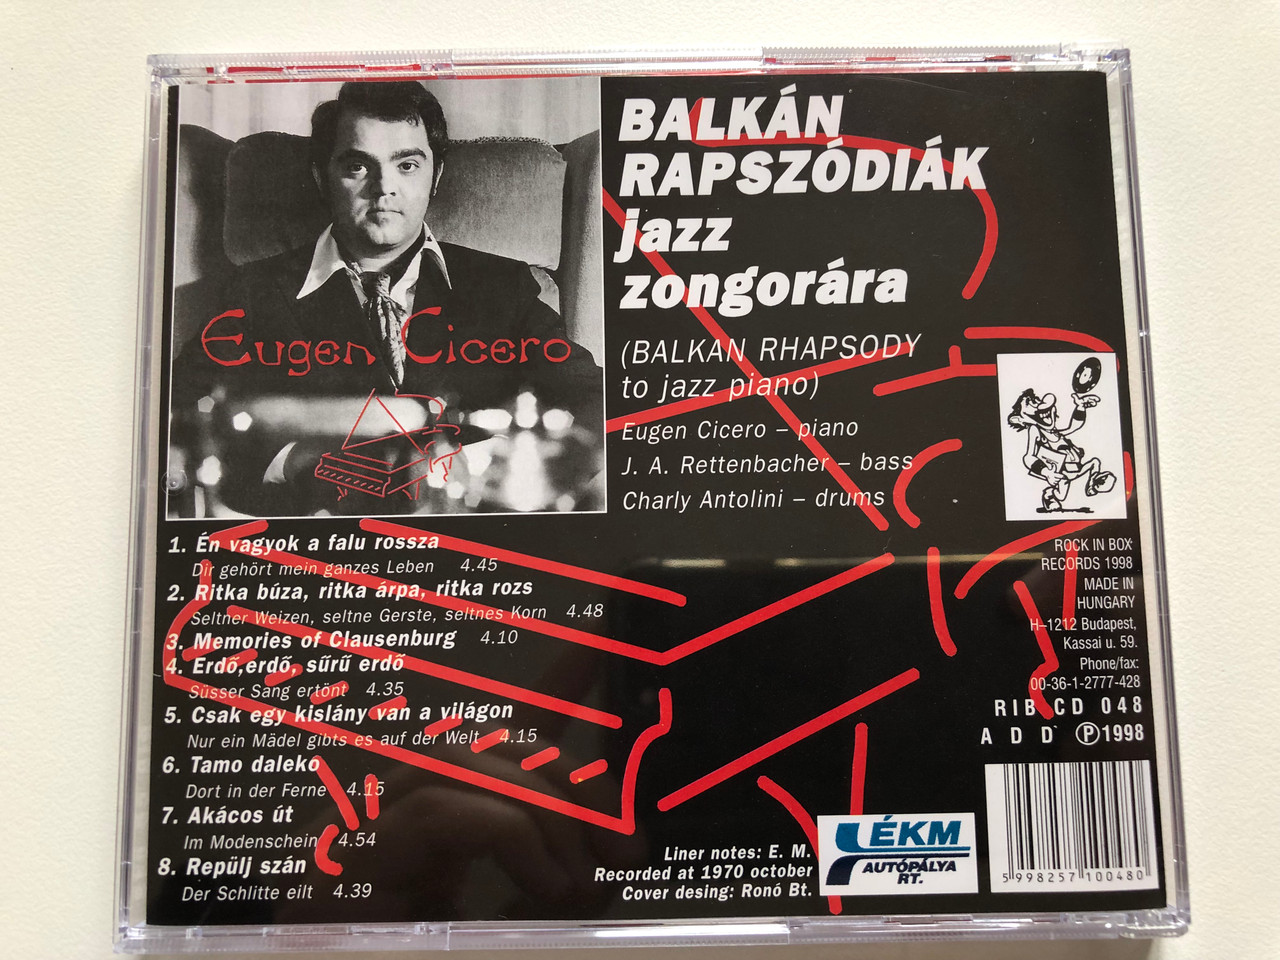 Eugen Cicero
BALKÁN
RAPSZÓDIÁK
jazz
zongorára
(BALKAN RHAPSODY
to jazz piano)
Eugen Cicero – piano
J. A. Rettenbacher – bass
Charly Antolini – drums
1. Én vagyok a falu rossza
Dir gehört mein ganzes Leben 4.45
2. Ritka búza, ritka árpa, ritka rozs
Seltner Weizen, seltne Gerste, seltnes Korn 4.48
3. Memories of Clausenburg 4.10
4. Erdő,erdő, sűrű erdő
Süsser Sang ertönt 4.35
5. Csak egy kislány van a világon
Nur ein Mädel gibts es auf der Welt 4.15
6. Tamo daleko
Dort in der Ferne 4.15
7. Akácos út
Im Modenschein 4.54
8. Repülj szán
Der Schlitte eilt 4.39
Liner notes: E. M.
Recorded at 1970 october
Cover desing: Ronó Bt.
ÉKM
AUTÓPÁLYA
RT.
ROCK IN BOX
RECORDS 1998
MADE IN
HUNGARY
H–1212 Budapest,
Kassai u. 59.
Phone/fax:
00-36-1-2777-428
RIB CD 048
A D D ℗1998
5 998257 100480